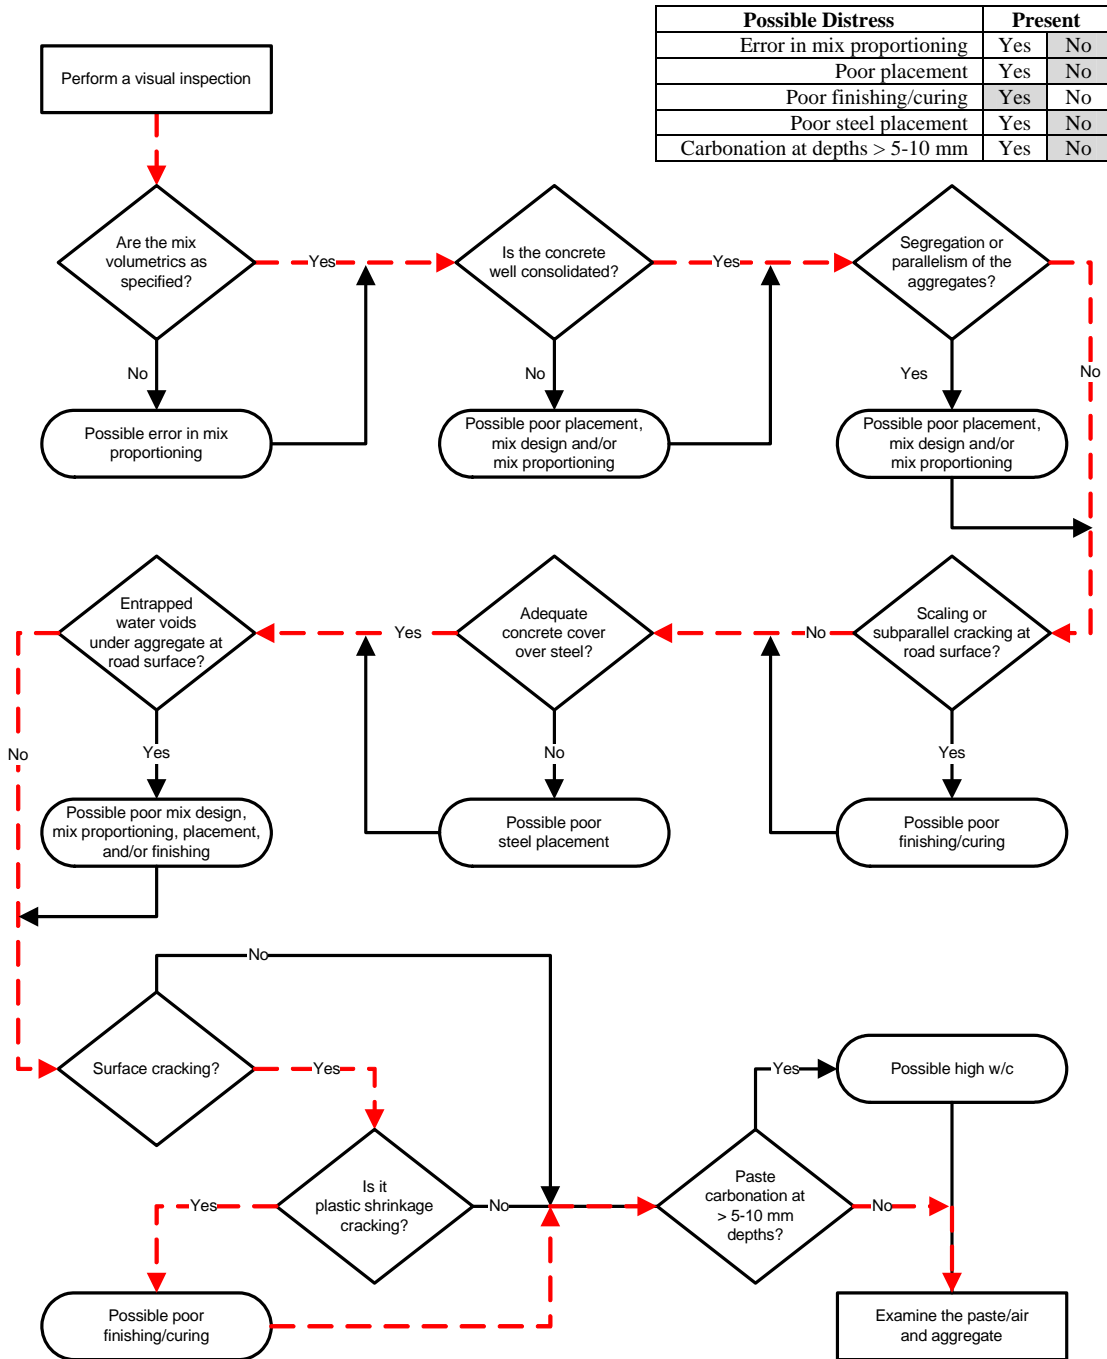 Possible Distress Present
Error in mix proportioning Yes No
Poor placement Yes No
Poor finishing/curing Yes No
Poor steel placement Yes No
Carbonation at depths > 5-10 mm Yes No
Perform a visual inspection
Are the mix
volumetrics as
specified?
Yes
No
Possible error in mix
proportioning
Is the concrete
well consolidated?
Yes
No
Possible poor placement,
mix design and/or
mix proportioning
Segregation or
parallelism of the
aggregates?
No
Yes
Possible poor placement,
mix design and/or
mix proportioning
Scaling or
subparallel cracking at
road surface?
No
Yes
Possible poor
finishing/curing
Adequate
concrete cover
over steel?
Yes
No
Possible poor
steel placement
Entrapped
water voids
under aggregate at
road surface?
No
Yes
Possible poor mix design,
mix proportioning, placement,
and/or finishing
Surface cracking?
No
Yes
Is it
plastic shrinkage
cracking?
Yes
No
Possible poor
finishing/curing
Paste
carbonation at
> 5-10 mm
depths?
Yes
No
Possible high w/c
Examine the paste/air
and aggregate